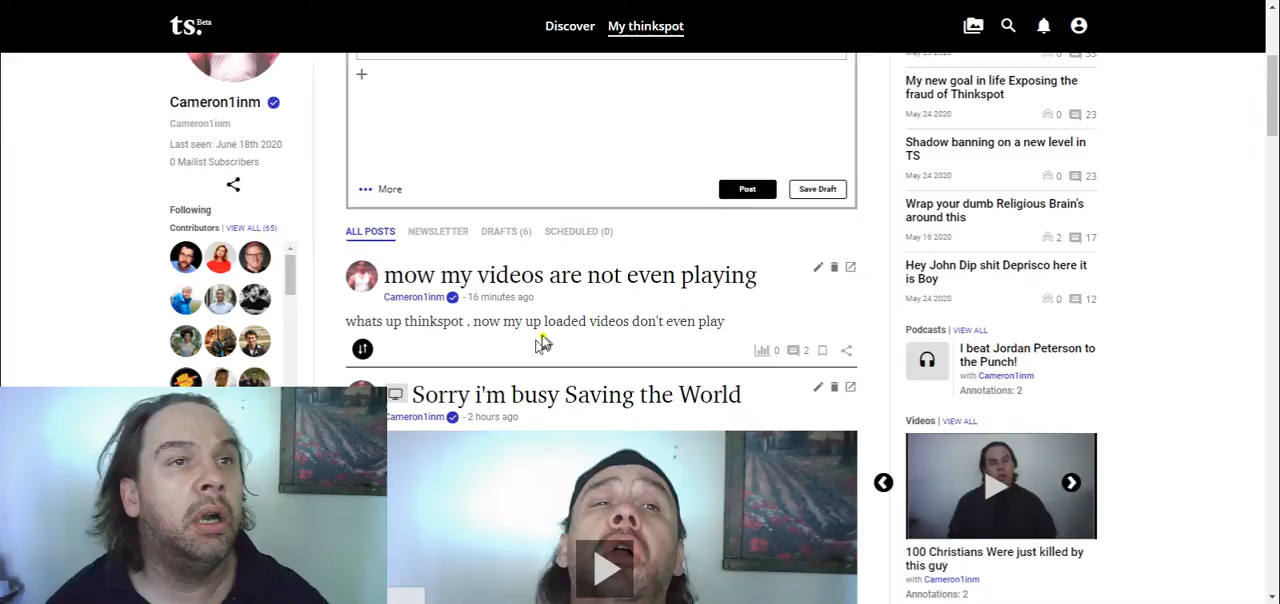 ts. Beta
Discover
My thinkspot
Cameron1inm
Cameron1inm
Last seen: June 18th 2020
0 Mailist Subscribers
Following
Contributors | VIEW ALL (65)
+
••• More
Post
Save Draft
ALL POSTS
NEWSLETTER
DRAFTS (6)
SCHEDULED (0)
mow my videos are not even playing
Cameron1inm - 16 minutes ago
whats up thinkspot . now my up loaded videos don't even play
0 2
Sorry i'm busy Saving the World
Cameron1inm - 2 hours ago
My new goal in life Exposing the
fraud of Thinkspot
May 24 2020 0 23
Shadow banning on a new level in
TS
May 24 2020 0 23
Wrap your dumb Religious Brain's
around this
May 16 2020 2 17
Hey John Dip shit Deprisco here it
is Boy
May 24 2020 0 12
Podcasts | VIEW ALL
I beat Jordan Peterson to
the Punch!
with Cameron1inm
Annotations: 2
Videos | VIEW ALL
100 Christians Were just killed by
this guy
with Cameron1inm
Annotations: 2